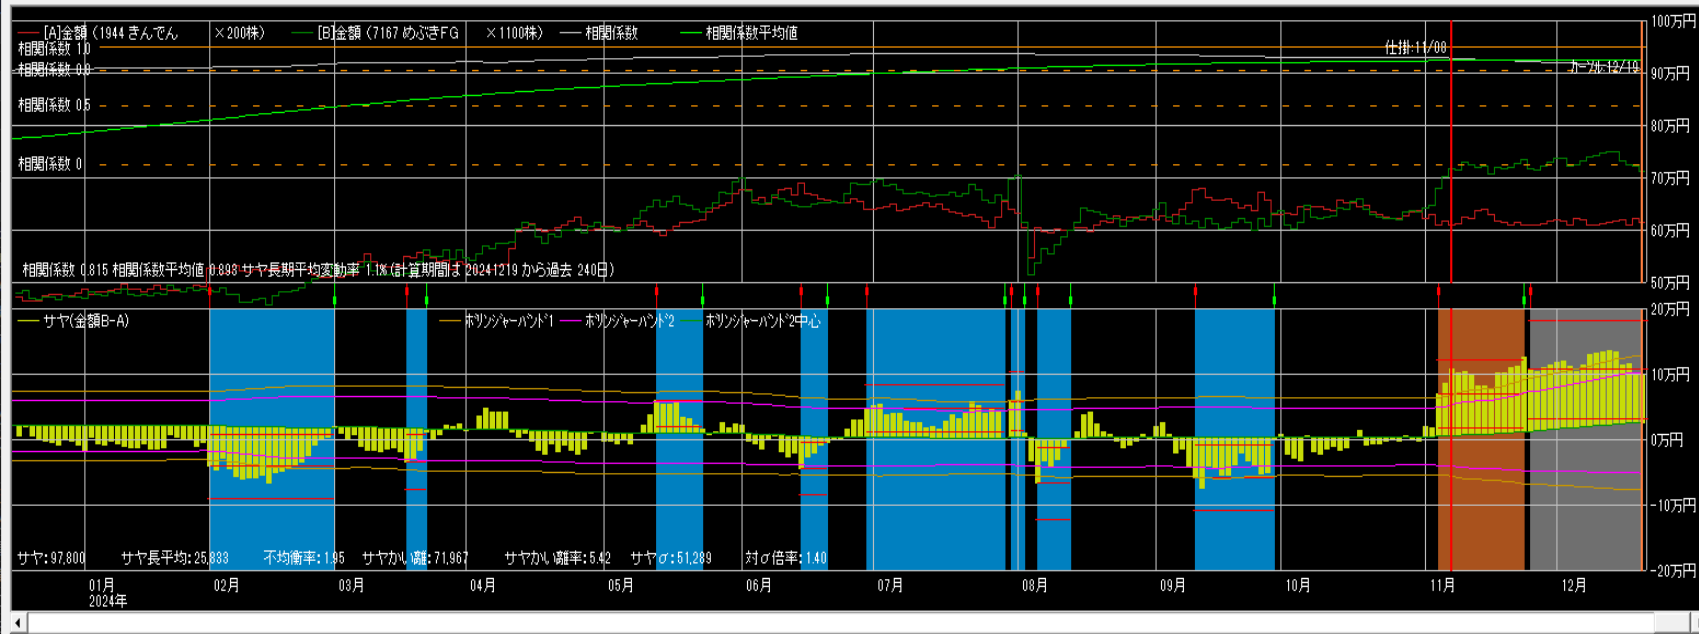 [A]金額 (1944 きんでん ×200株) [B]金額 (7167 めぶきFG ×1100株) 相関係数 相関係数平均値
100万円
相関係数 1.0
仕掛:11/08
相関係数 0.8
カーソル:12/19
90万円
相関係数 0.5
80万円
相関係数 0
70万円
60万円
相関係数 0.815 相関係数平均値 0.893 サヤ長期平均変動率 1.1% (計算期間は 20241219 から過去 240日)
50万円
20万円
サヤ(金額B-A) ボリンジャーバンド1 ボリンジャーバンド2 ボリンジャーバンド2中心
10万円
0万円
-10万円
サヤ:97,800 サヤ長平均:25,833 不均衡率:1.95 サヤかい離:71,967 サヤかい離率:5.42 サヤσ:51,289 対σ倍率:1.40
-20万円
01月 02月 03月 04月 05月 06月 07月 08月 09月 10月 11月 12月
2024年